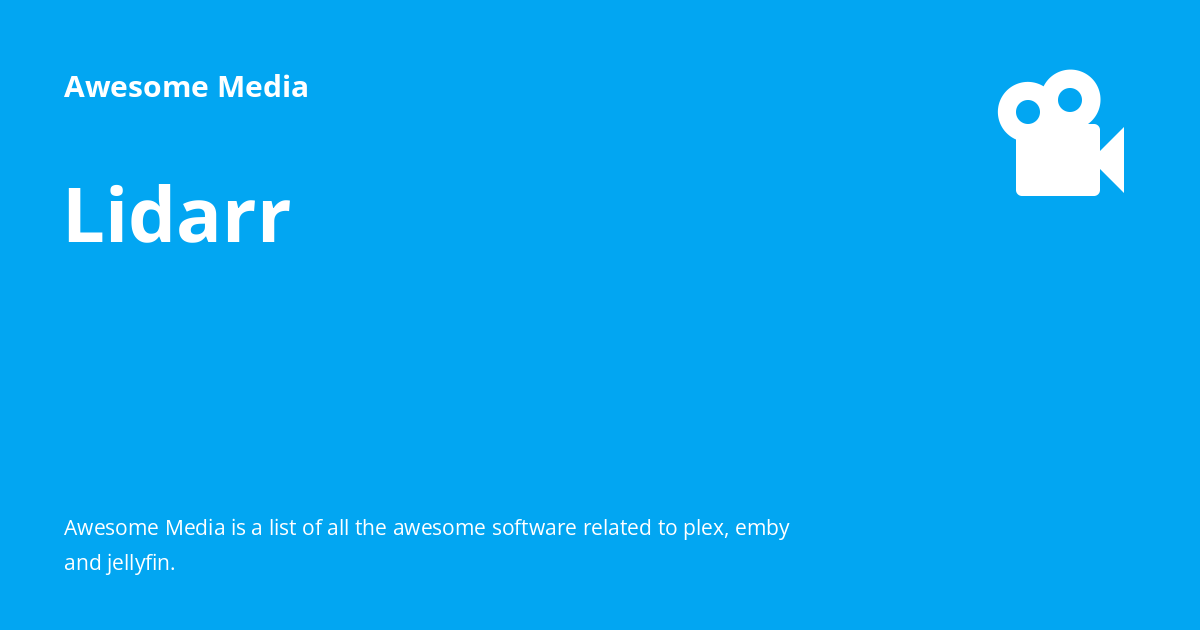 Awesome Media
Lidarr
Awesome Media is a list of all the awesome software related to plex, emby
and jellyfin.